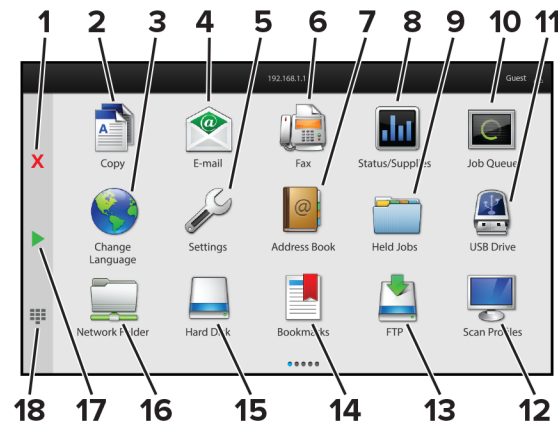 1 2 3 4 5 6 7 8 9 10 11
192.168.1.1 Guest
Copy E-mail Fax Status/Supplies Job Queue
X
Change Language Settings Address Book Held Jobs USB Drive
Network Folder Hard Disk Bookmarks FTP Scan Profiles
18 17 16 15 14 13 12